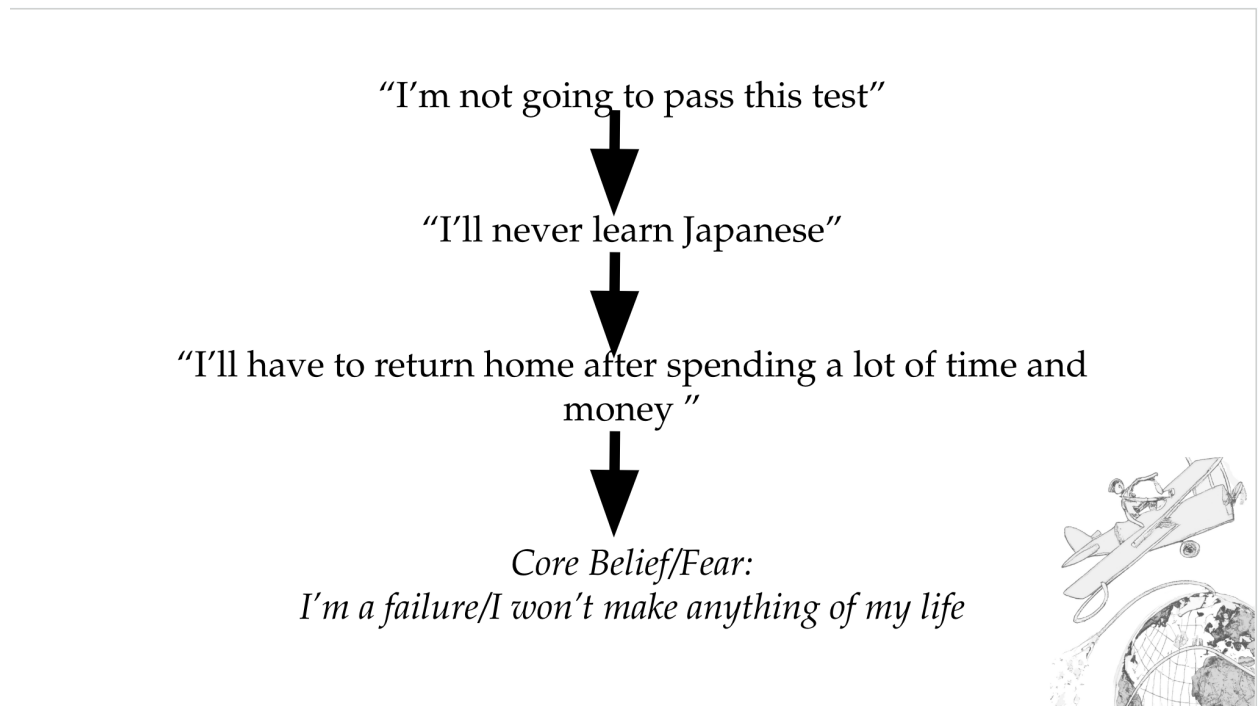 “I’m not going to pass this test”
“I’ll never learn Japanese”
“I’ll have to return home after spending a lot of time and
money ”
Core Belief/Fear:
I’m a failure/I won’t make anything of my life